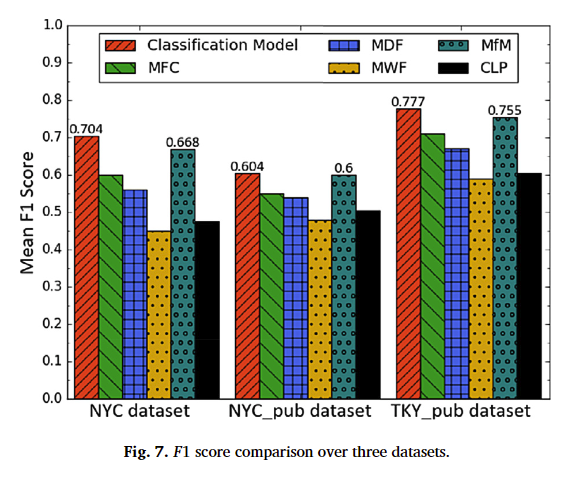 Classification Model
MDF
MfM
MFC
MWF
CLP
Mean F1 Score
1.0
0.9
0.8
0.7
0.6
0.5
0.4
0.3
0.2
0.1
0.0
0.704
0.668
0.604
0.6
0.777
0.755
NYC dataset
NYC_pub dataset
TKY_pub dataset
Fig. 7. F1 score comparison over three datasets.